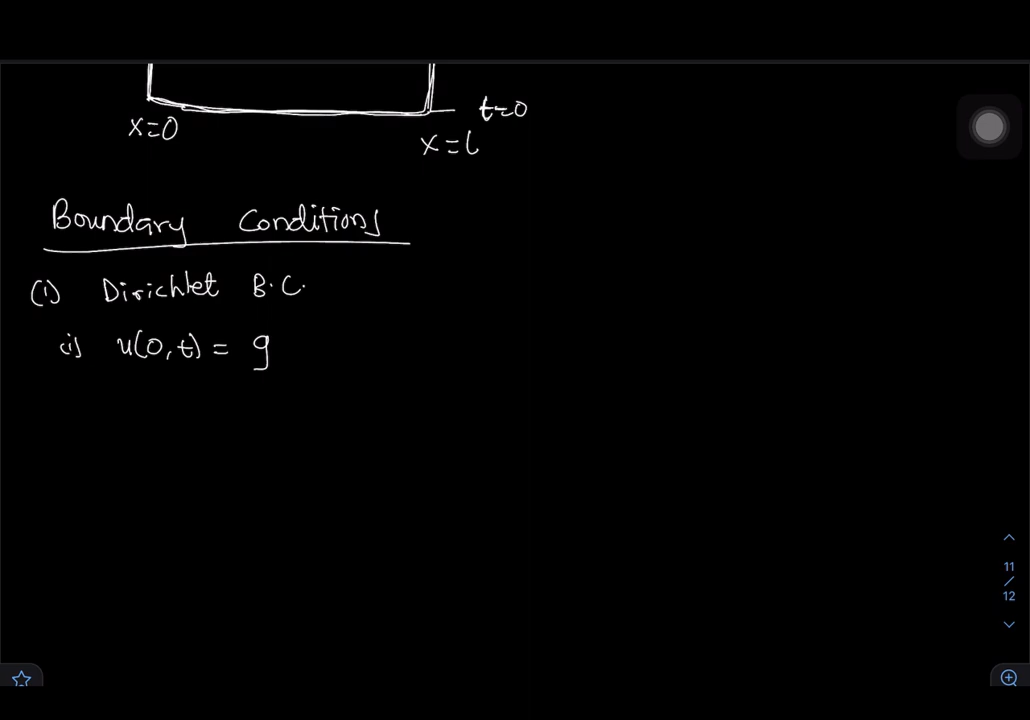 t=0
x=0
x=l
Boundary Conditions
(1) Dirichlet B.C.
(i) u(0,t) = g
11
/
12